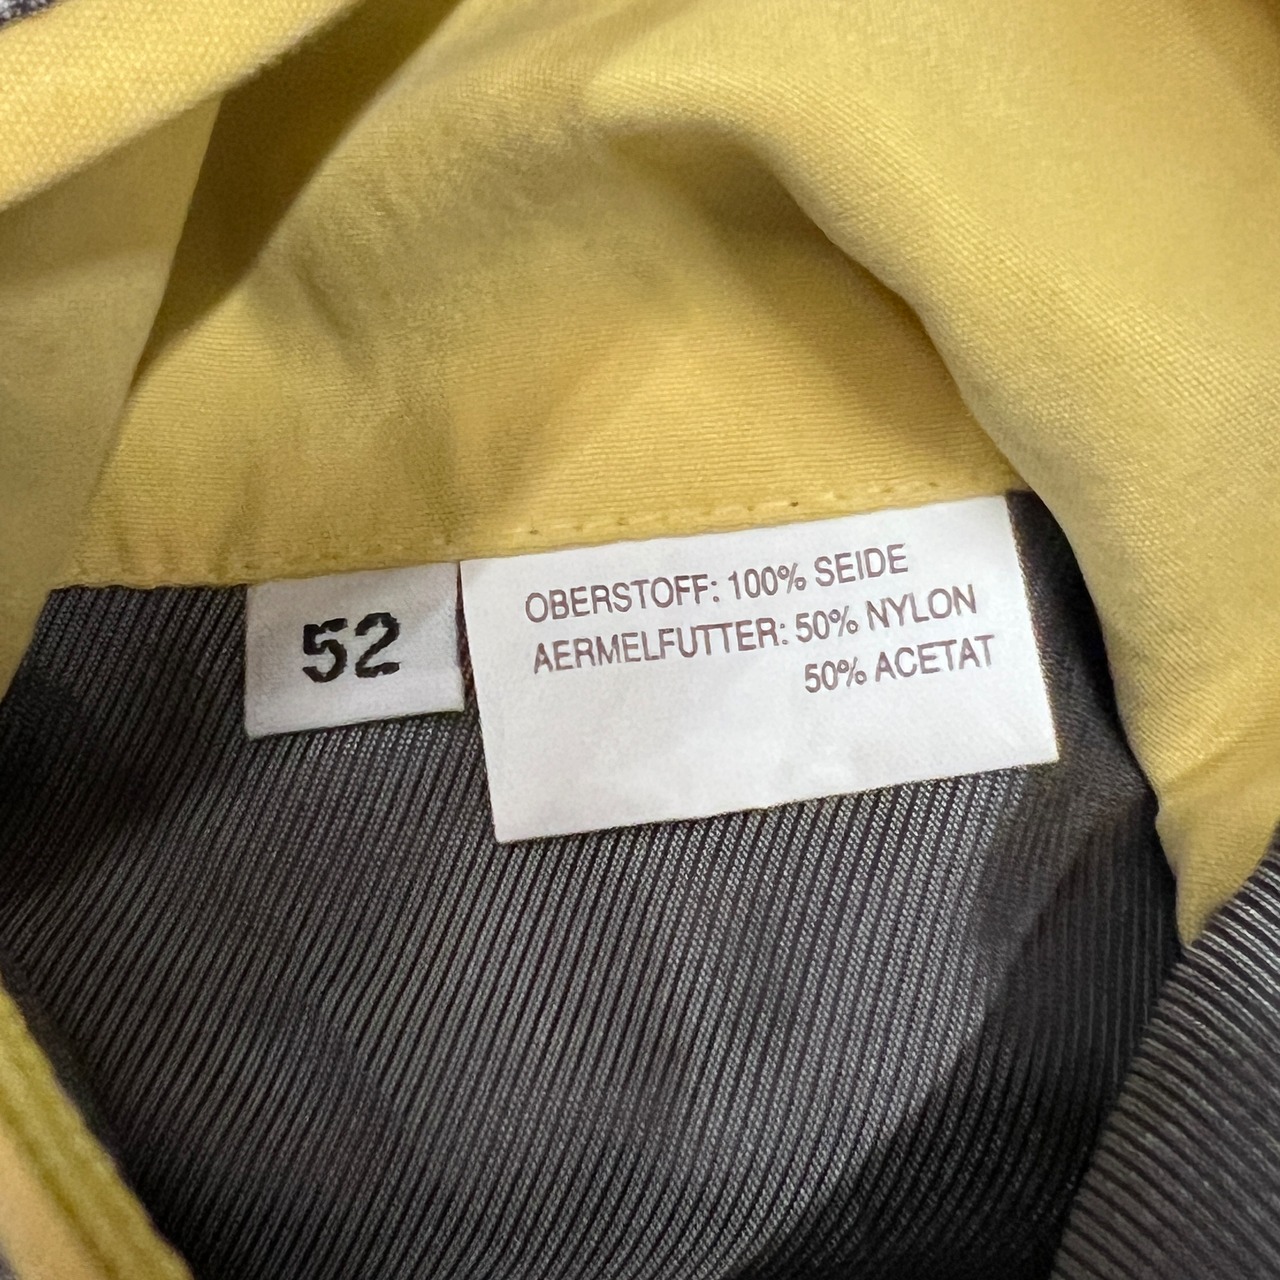 52
OBERSTOFF: 100% SEIDE
AERMELFUTTER: 50% NYLON
50% ACETAT